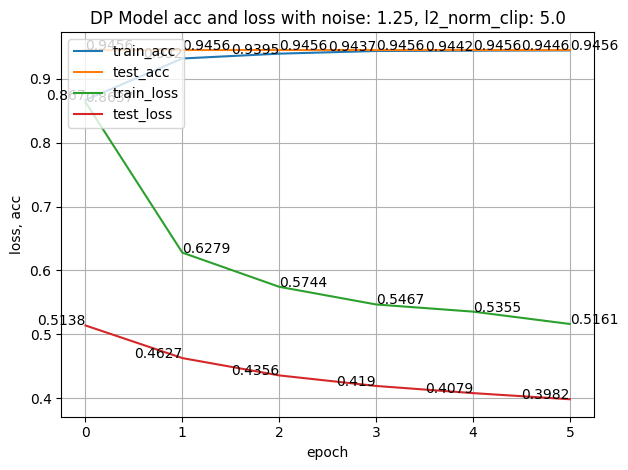 DP Model acc and loss with noise: 1.25, l2_norm_clip: 5.0
0.9456 0.9456 0.9456 0.9456 0.9456 0.9456
0.9395 0.9437 0.9442 0.9446
train_acc
test_acc
train_loss
test_loss
0.6279
0.5744
0.5467
0.5355
0.5161
0.5138
0.4627
0.4356
0.419
0.4079
0.3982
loss, acc
0.9
0.8
0.7
0.6
0.5
0.4
0 1 2 3 4 5
epoch